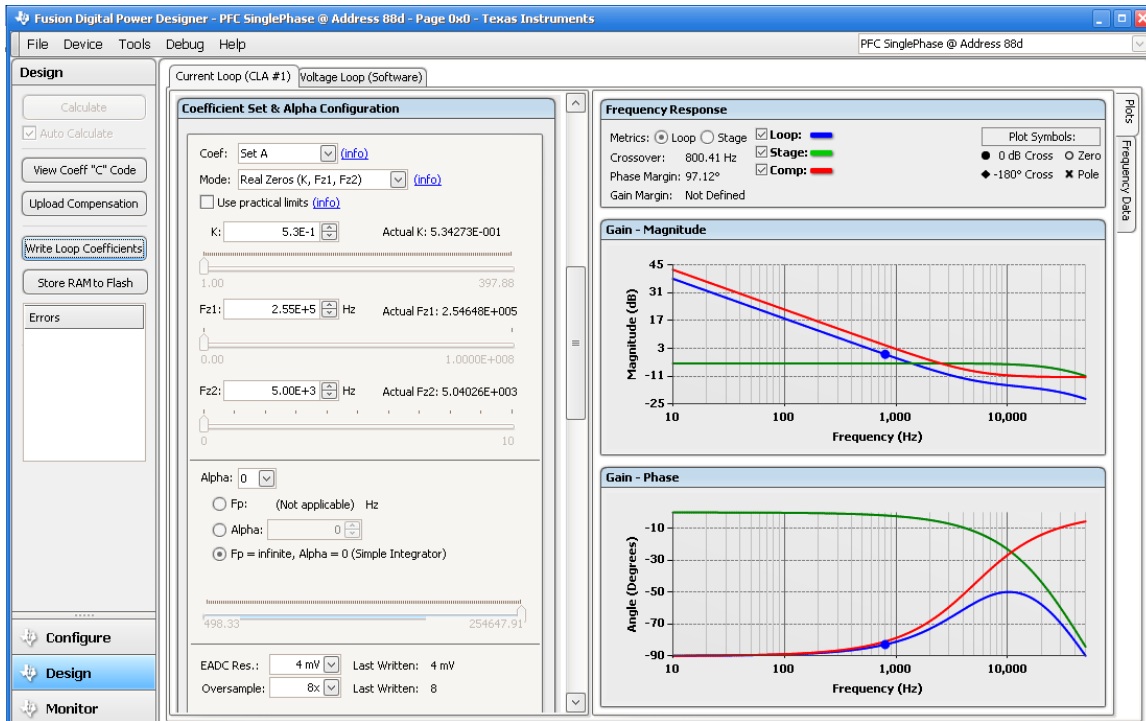 Fusion Digital Power Designer - PFC SinglePhase @ Address 88d - Page 0x0 - Texas Instruments
File Device Tools Debug Help
PFC SinglePhase @ Address 88d
Design
Calculate
Auto Calculate
View Coeff "C" Code
Upload Compensation
Write Loop Coefficients
Store RAM to Flash
Errors
Configure
Design
Monitor
Current Loop (CLA #1)
Voltage Loop (Software)
Coefficient Set & Alpha Configuration
Coef: Set A (info)
Mode: Real Zeros (K, Fz1, Fz2) (info)
Use practical limits (info)
K: 5.3E-1 Actual K: 5.34273E-001
1.00 397.88
Fz1: 2.55E+5 Hz Actual Fz1: 2.54648E+005
0.00 1.0000E+008
Fz2: 5.00E+3 Hz Actual Fz2: 5.04026E+003
0 10
Alpha: 0
Fp: (Not applicable) Hz
Alpha: 0
Fp = infinite, Alpha = 0 (Simple Integrator)
498.33 254647.91
EADC Res.: 4 mV Last Written: 4 mV
Oversample: 8x Last Written: 8
Frequency Response
Metrics: Loop Stage
Crossover: 800.41 Hz
Phase Margin: 97.12°
Gain Margin: Not Defined
Loop:
Stage:
Comp:
Plot Symbols:
0 dB Cross Zero
-180° Cross Pole
Plots
Frequency Data
Gain - Magnitude
Magnitude (dB)
45
31
17
3
-11
-25
10 100 1,000 10,000
Frequency (Hz)
Gain - Phase
Angle (Degrees)
-10
-30
-50
-70
-90
10 100 1,000 10,000
Frequency (Hz)